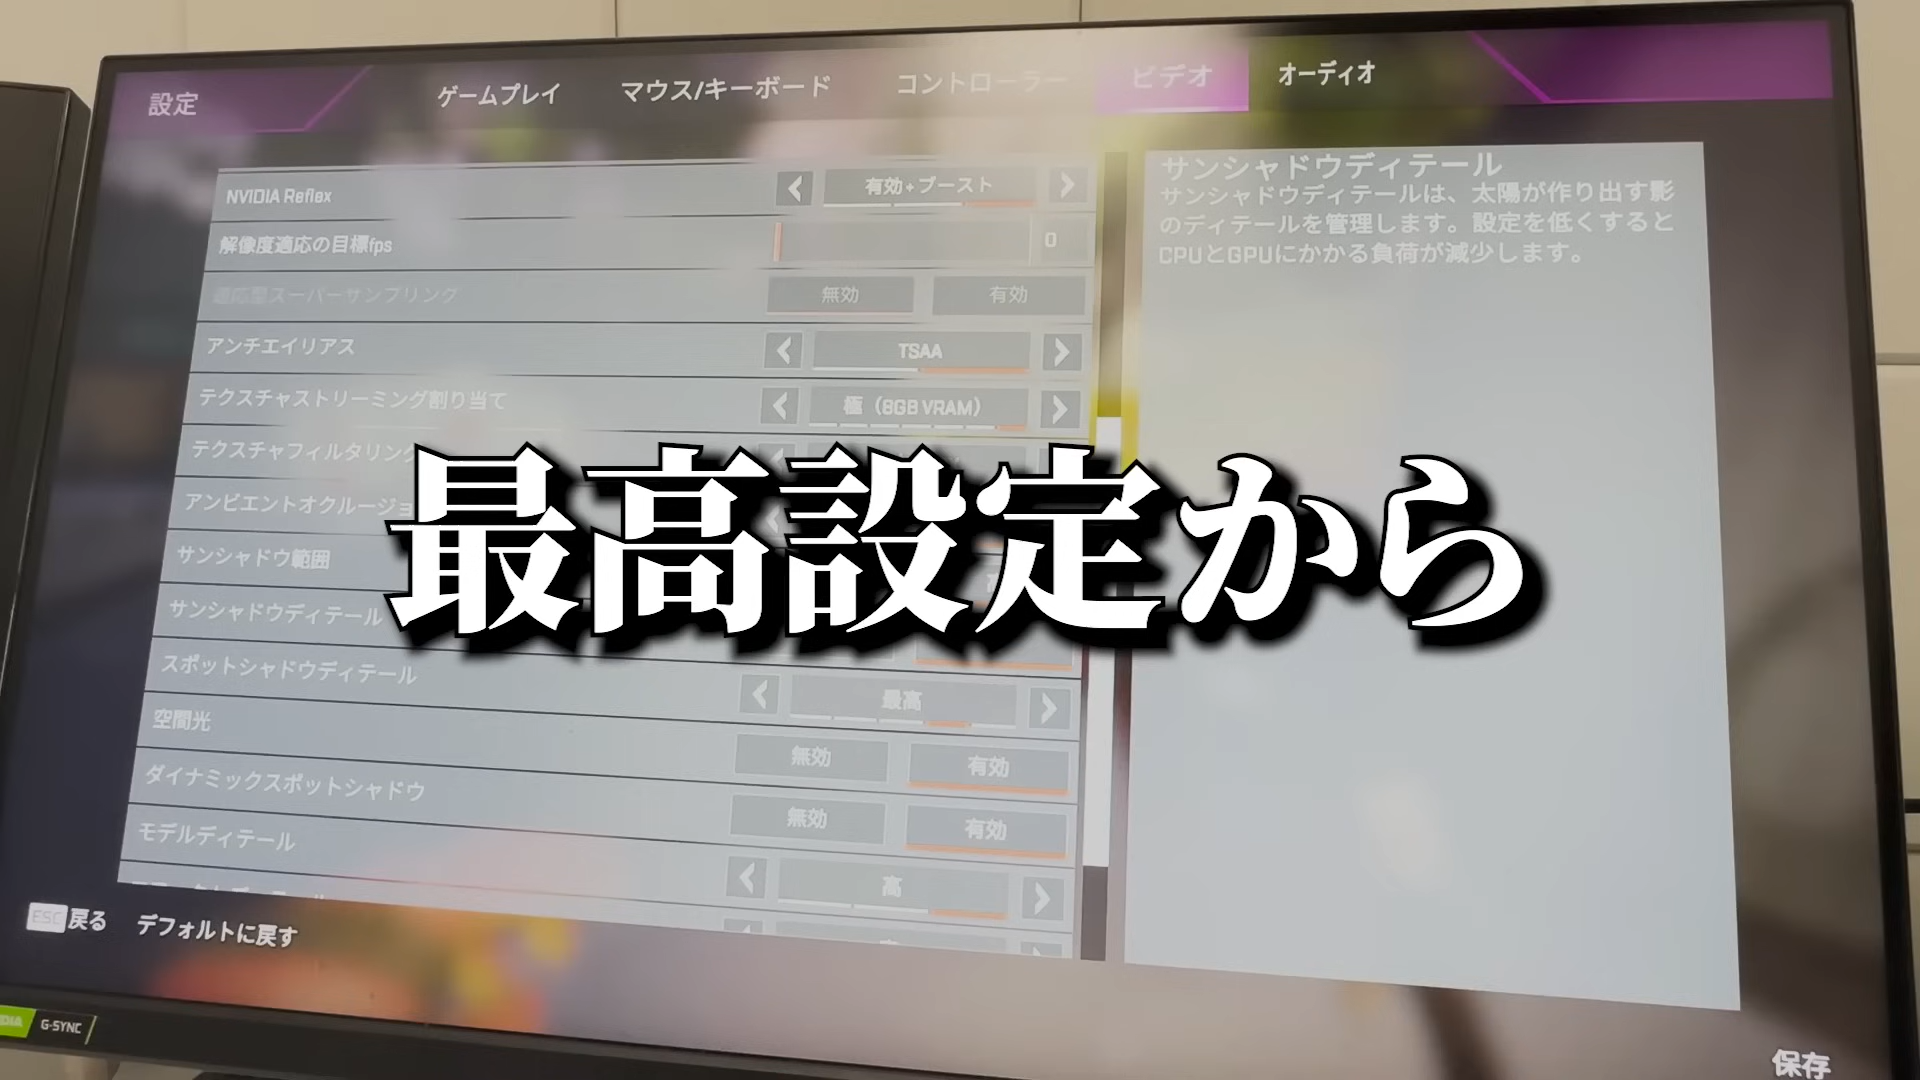 設定
ゲームプレイ
マウス/キーボード
コントローラー
ビデオ
オーディオ
NVIDIA Reflex
有効+ブースト
解像度適応の目標fps
0
適応型スーパーサンプリング
無効
有効
アンチエイリアス
TSAA
テクスチャストリーミング割り当て
極（8GB VRAM）
テクスチャフィルタリング
アンビエントオクルージョ
サンシャドウ範囲
サンシャドウディテール
スポットシャドウディテール
最高
空間光
無効
有効
ダイナミックスポットシャドウ
無効
有効
モデルディテール
高
サンシャドウディテール
サンシャドウディテールは、太陽が作り出す影
のディテールを管理します。設定を低くすると
CPUとGPUにかかる負荷が減少します。
最高設定から
ESC 戻る
デフォルトに戻す
保存
G-SYNC